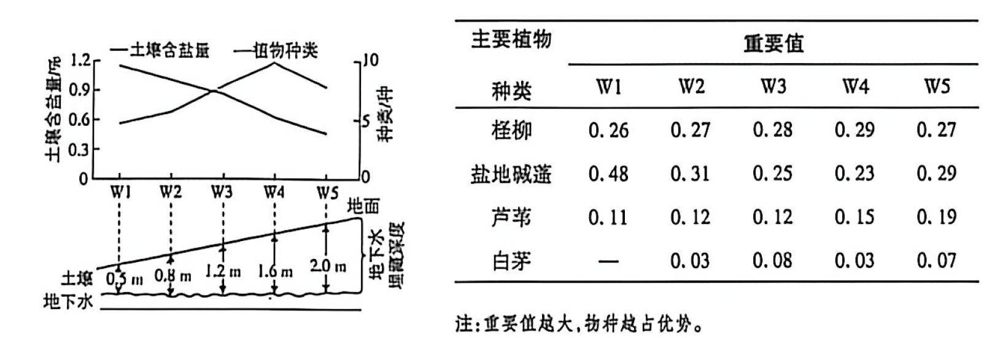 土壤含盐量 植物种类
土壤含盐量/%
1.2
0.9
0.6
0.3
0
10
5
0
种类/种
W1 W2 W3 W4 W5
地面
0.5 m 0.8 m 1.2 m 1.6 m 2.0 m
土壤
地下水
地下水
埋藏深度
主要植物
种类
重要值
W1 W2 W3 W4 W5
柽柳 0.26 0.27 0.28 0.29 0.27
盐地碱蓬 0.48 0.31 0.25 0.23 0.29
芦苇 0.11 0.12 0.12 0.15 0.19
白茅 — 0.03 0.08 0.03 0.07
注:重要值越大,物种越占优势。